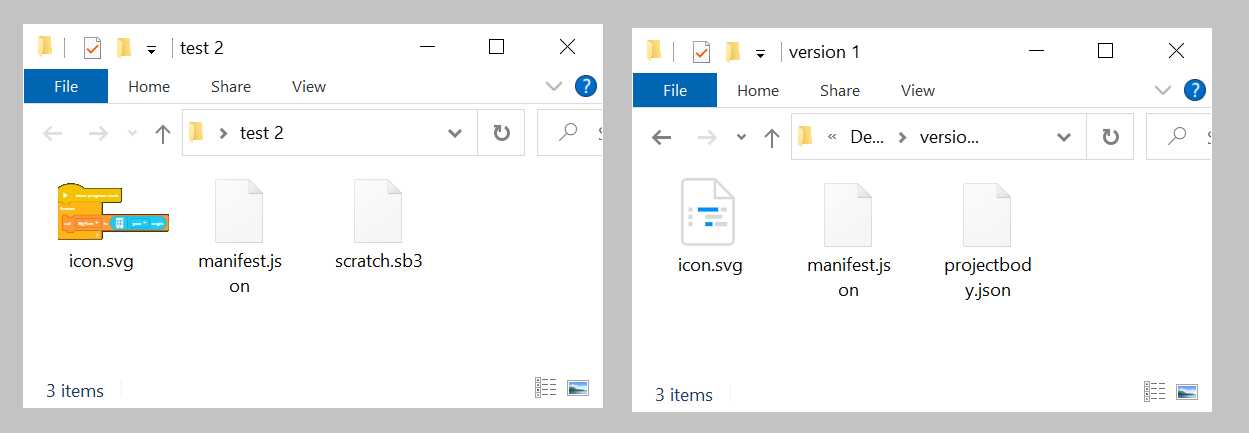 test 2
File Home Share View
test 2
icon.svg manifest.js scratch.sb3
on
3 items
version 1
File Home Share View
« De... versio...
icon.svg manifest.js projectbod
on y.json
3 items